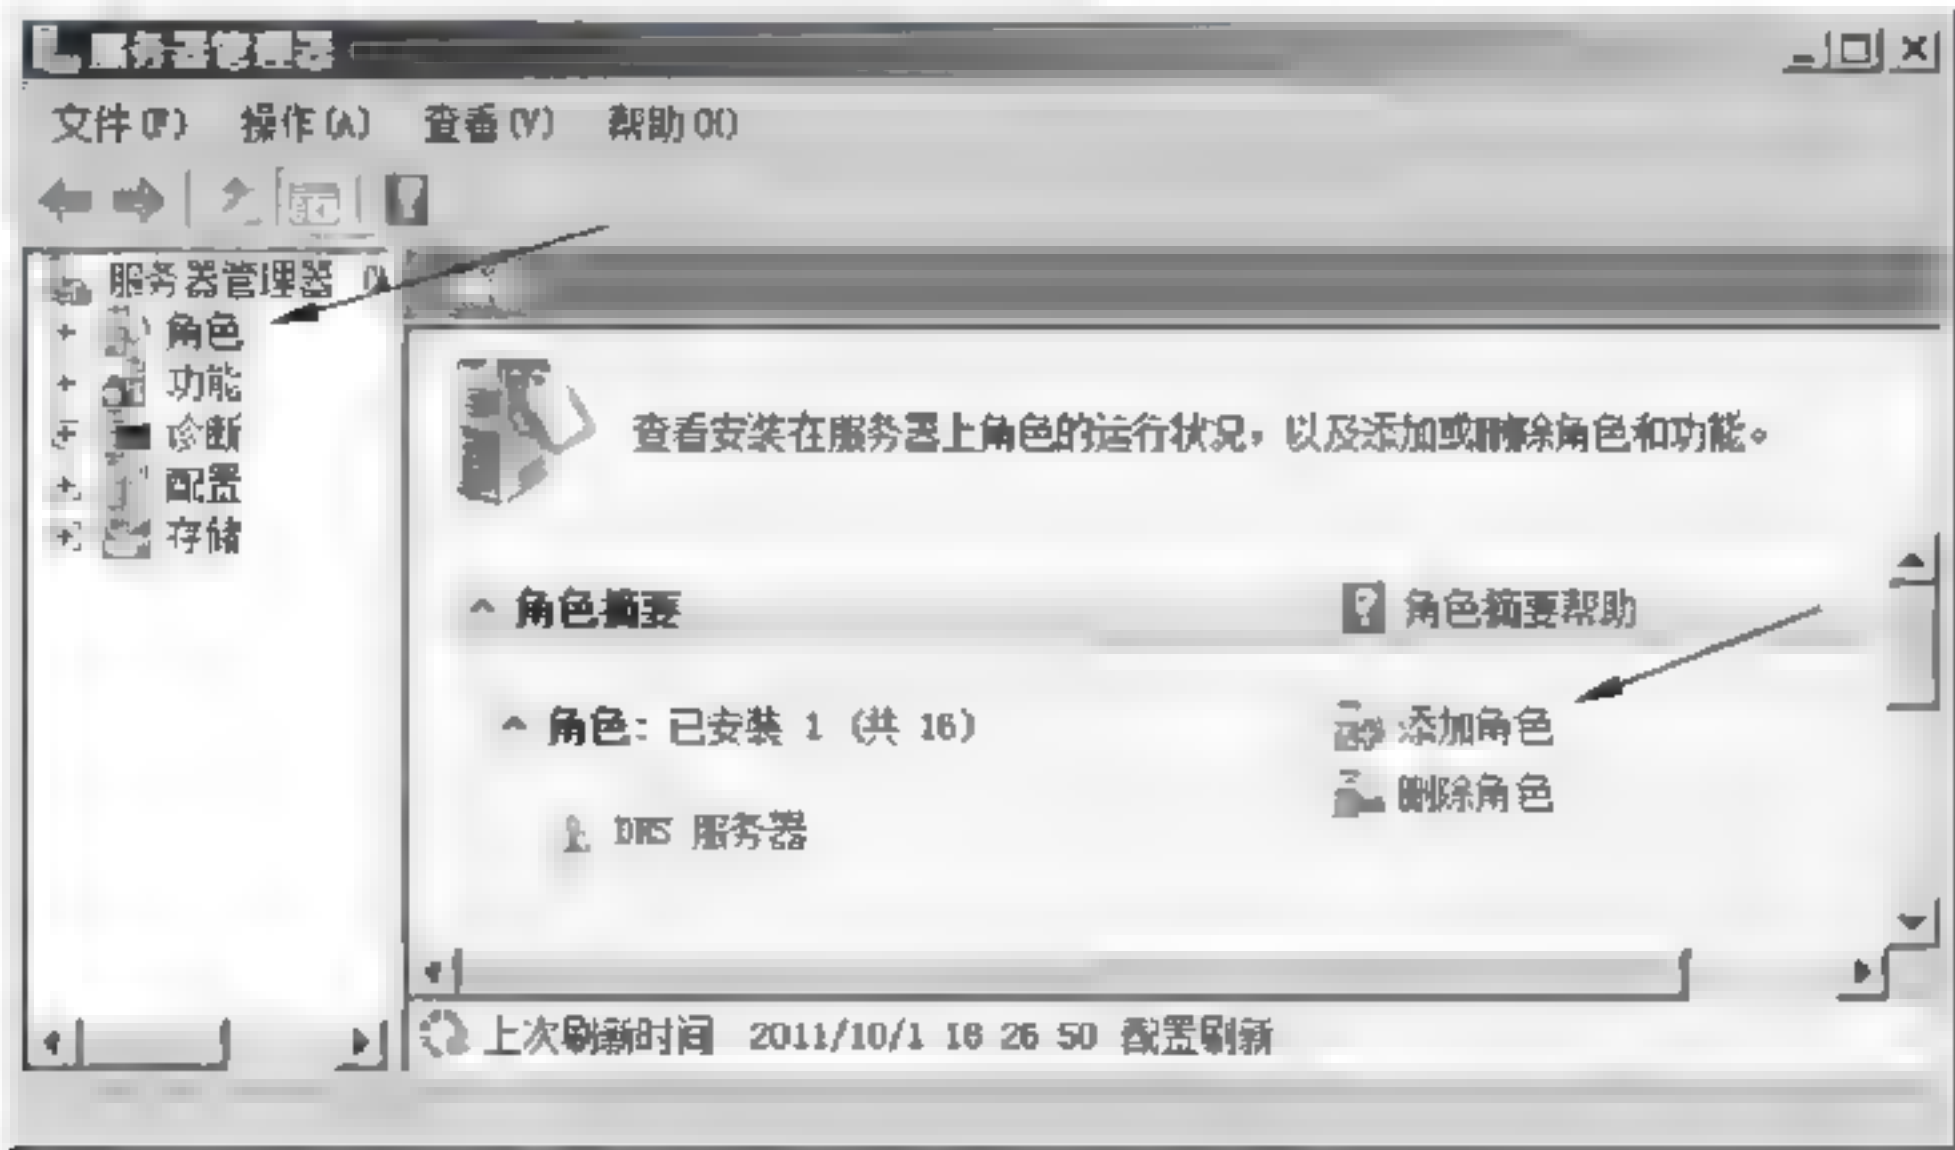 服务器管理器
文件(F) 操作(A) 查看(V) 帮助(H)
服务器管理器
角色
功能
诊断
配置
存储
查看安装在服务器上角色的运行状况，以及添加或删除角色和功能。
角色摘要
角色摘要帮助
角色: 已安装 1 (共 16)
添加角色
删除角色
DNS 服务器
上次刷新时间 2011/10/1 16 26 50 配置刷新